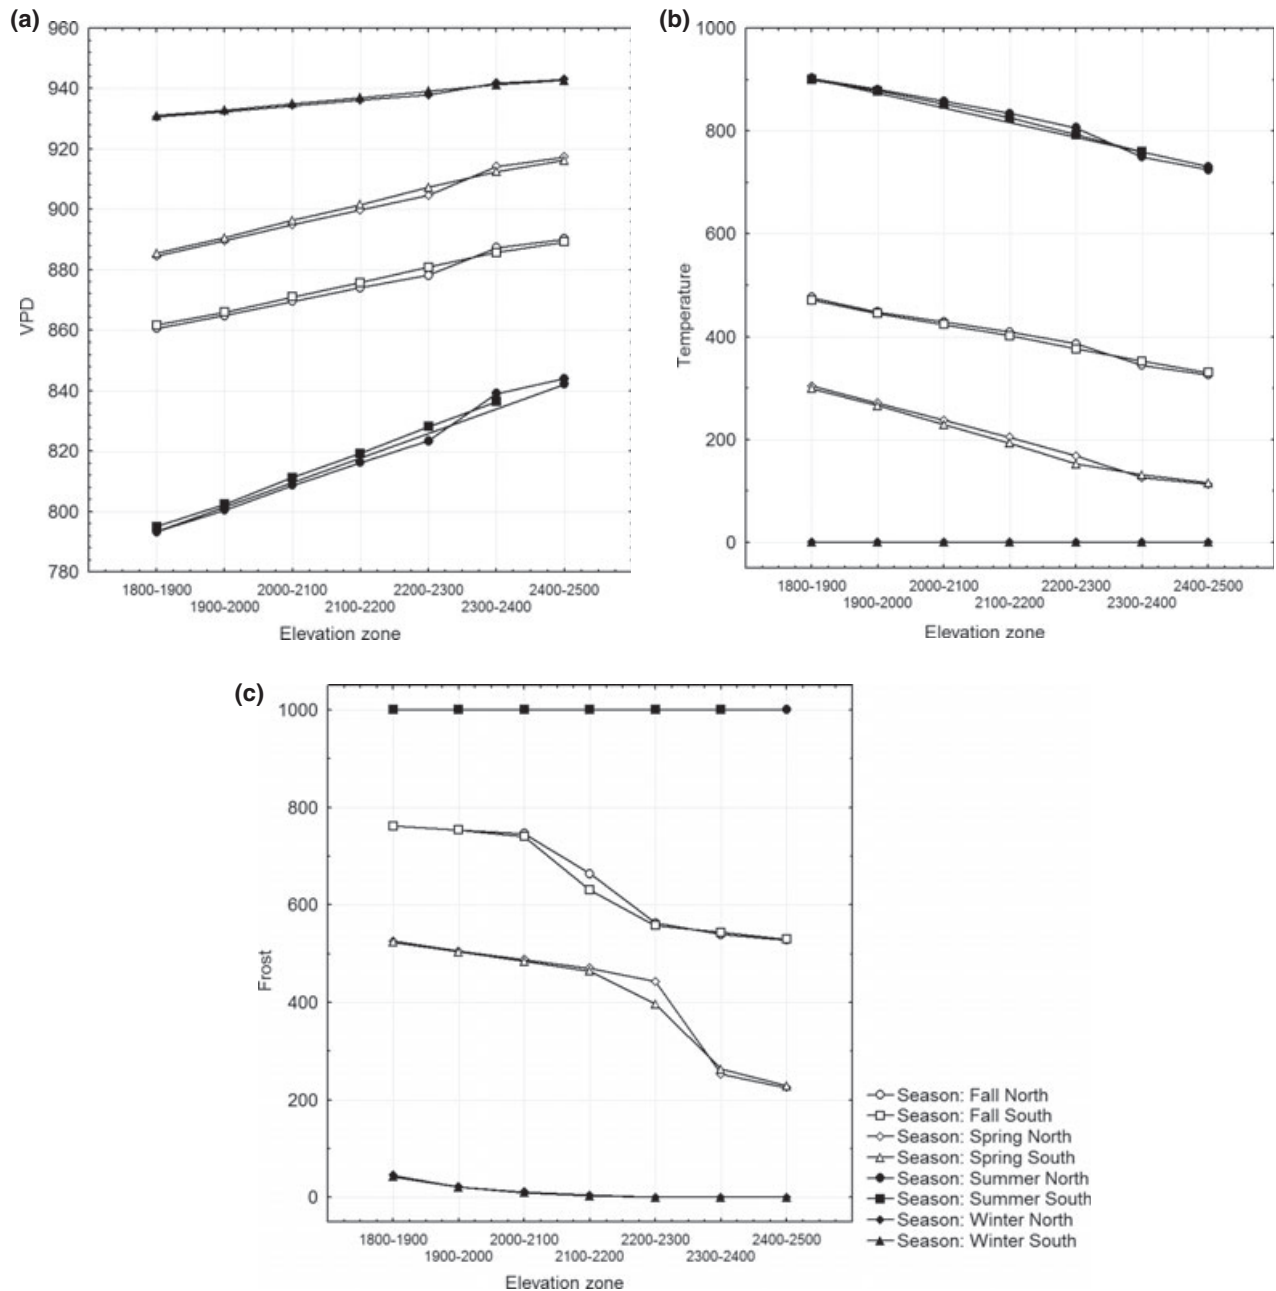 (a)
960
940
920
900
880
860
840
820
800
780
VPD
1800-1900 2000-2100 2200-2300 2400-2500
1900-2000 2100-2200 2300-2400
Elevation zone
(b)
1000
800
600
400
200
0
Temperature
1800-1900 2000-2100 2200-2300 2400-2500
1900-2000 2100-2200 2300-2400
Elevation zone
(c)
1000
800
600
400
200
0
Frost
1800-1900 2000-2100 2200-2300 2400-2500
1900-2000 2100-2200 2300-2400
Elevation zone
Season: Fall North
Season: Fall South
Season: Spring North
Season: Spring South
Season: Summer North
Season: Summer South
Season: Winter North
Season: Winter South